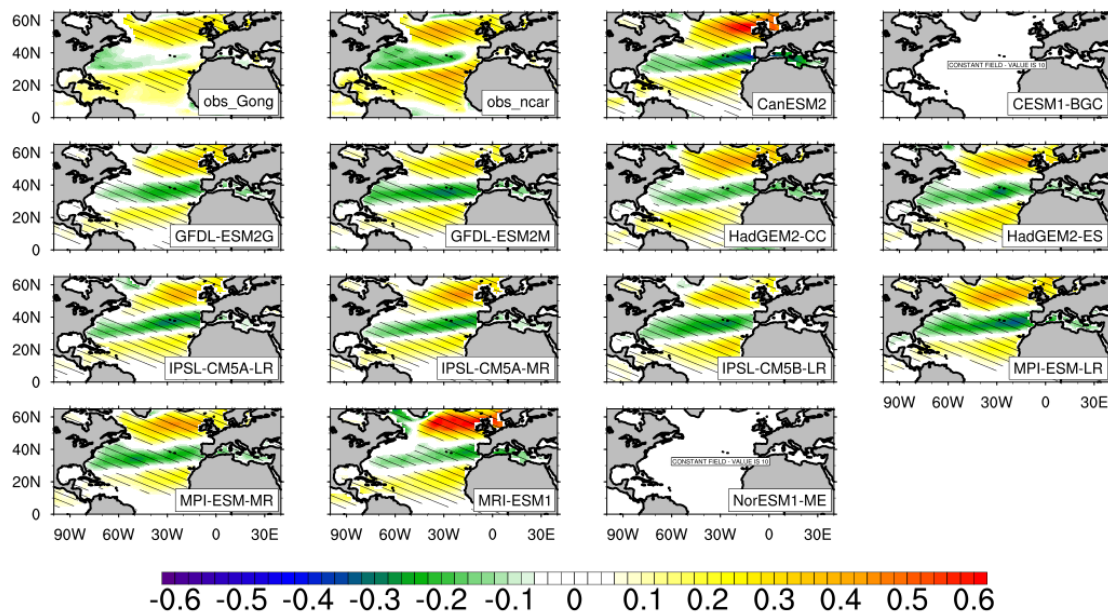 60N
40N
20N
0
obs_Gong
obs_ncar
CanESM2
CONSTANT FIELD - VALUE IS 10
CESM1-BGC
60N
40N
20N
0
GFDL-ESM2G
GFDL-ESM2M
HadGEM2-CC
HadGEM2-ES
60N
40N
20N
0
IPSL-CM5A-LR
IPSL-CM5A-MR
IPSL-CM5B-LR
MPI-ESM-LR
90W 60W 30W 0 30E
60N
40N
20N
0
MPI-ESM-MR
MRI-ESM1
CONSTANT FIELD - VALUE IS 10
NorESM1-ME
90W 60W 30W 0 30E 90W 60W 30W 0 30E 90W 60W 30W 0 30E
-0.6 -0.5 -0.4 -0.3 -0.2 -0.1 0 0.1 0.2 0.3 0.4 0.5 0.6